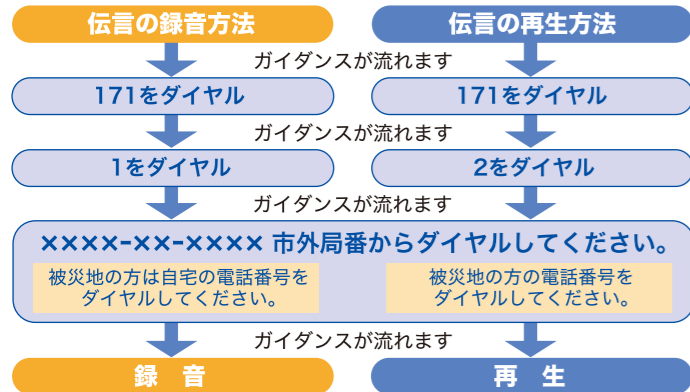 伝言の録音方法 伝言の再生方法
ガイダンスが流れます
171をダイヤル 171をダイヤル
ガイダンスが流れます
1をダイヤル 2をダイヤル
ガイダンスが流れます
××××-××-×××× 市外局番からダイヤルしてください。
被災地の方は自宅の電話番号を
ダイヤルしてください。
被災地の方の電話番号を
ダイヤルしてください。
ガイダンスが流れます
録 音 再 生